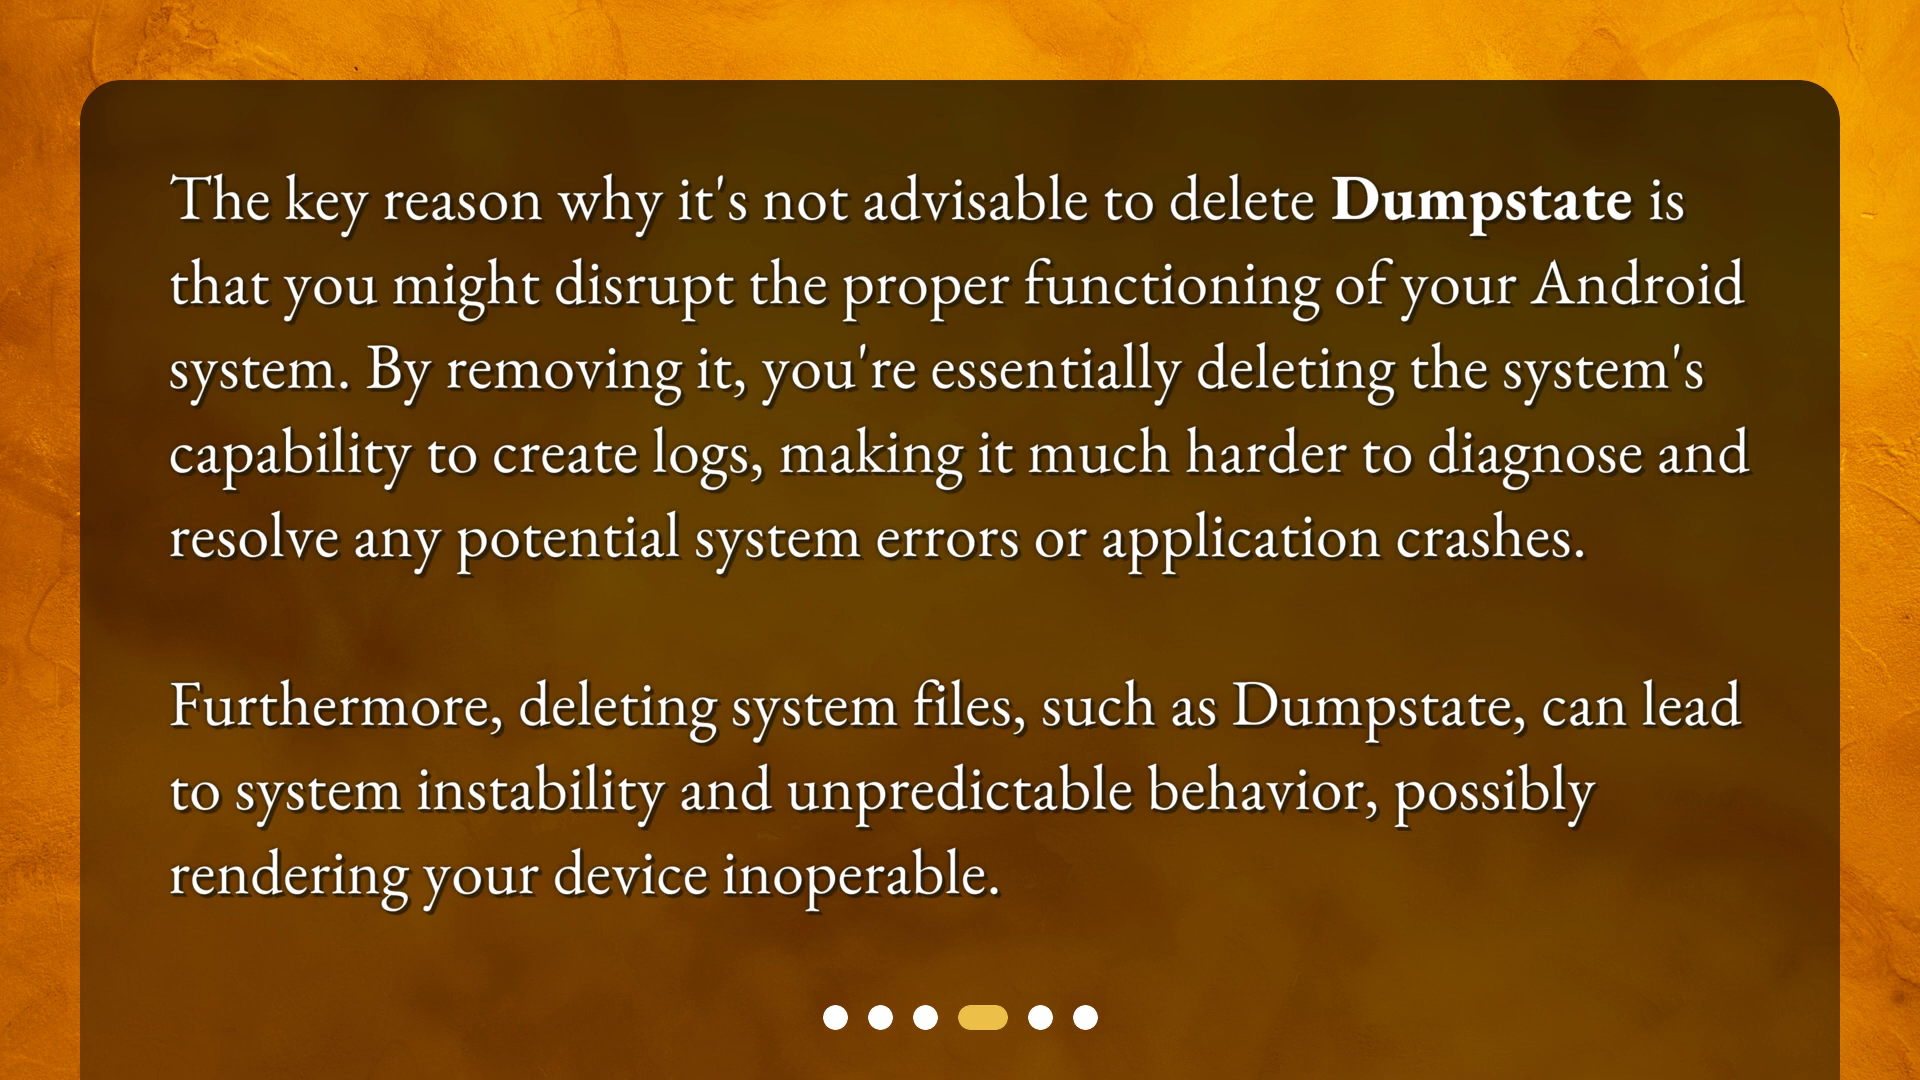 The key reason why it's not advisable to delete Dumpstate is
that you might disrupt the proper functioning of your Android
system. By removing it, you're essentially deleting the system's
capability to create logs, making it much harder to diagnose and
resolve any potential system errors or application crashes.
Furthermore, deleting system files, such as Dumpstate, can lead
to system instability and unpredictable behavior, possibly
rendering your device inoperable.